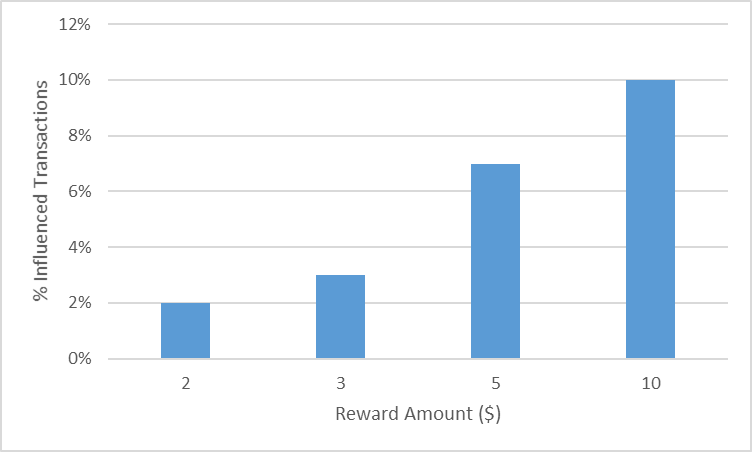 12%
10%
8%
6%
4%
2%
0%
% Influenced Transactions
2 3 5 10
Reward Amount ($)